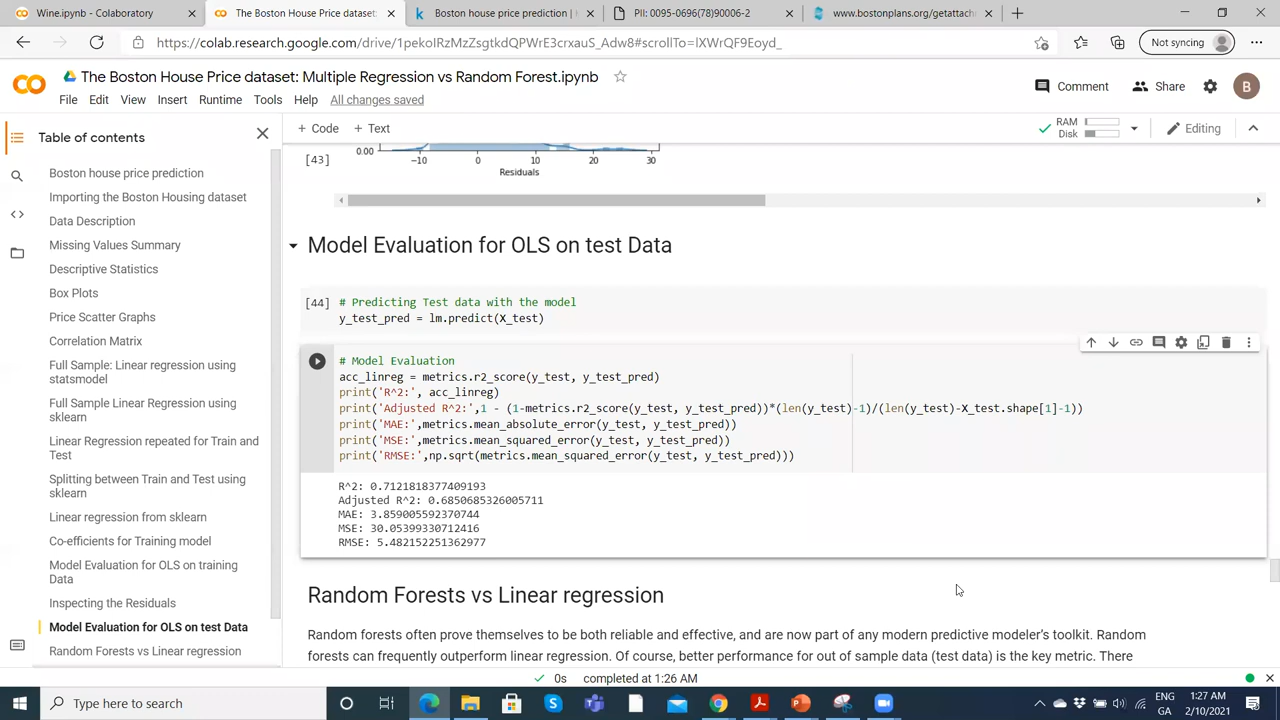 Wine.ipynb - Colaboratory
The Boston House Price dataset:
Boston house price prediction |
PII: 0095-0696(78)90006-2
www.bostonplans.org/getattachm
https://colab.research.google.com/drive/1pekoIRzMzZsgtkdQPWrE3crxauS_Adw8#scrollTo=lXWrQF9Eoyd_
Not syncing
The Boston House Price dataset: Multiple Regression vs Random Forest.ipynb
Comment
Share
B
File Edit View Insert Runtime Tools Help All changes saved
Table of contents
+ Code + Text
RAM
Disk
Editing
Boston house price prediction
Importing the Boston Housing dataset
Data Description
Missing Values Summary
Descriptive Statistics
Box Plots
Price Scatter Graphs
Correlation Matrix
Full Sample: Linear regression using
statsmodel
Full Sample Linear Regression using
sklearn
Linear Regression repeated for Train and
Test
Splitting between Train and Test using
sklearn
Linear regression from sklearn
Co-efficients for Training model
Model Evaluation for OLS on training
Data
Inspecting the Residuals
Model Evaluation for OLS on test Data
Random Forests vs Linear regression
0.00
[43]
−10 0 10 20 30
Residuals
Model Evaluation for OLS on test Data
[44]
# Predicting Test data with the model
y_test_pred = lm.predict(X_test)
# Model Evaluation
acc_linreg = metrics.r2_score(y_test, y_test_pred)
print('R^2:', acc_linreg)
print('Adjusted R^2:',1 - (1-metrics.r2_score(y_test, y_test_pred))*(len(y_test)-1)/(len(y_test)-X_test.shape[1]-1))
print('MAE:',metrics.mean_absolute_error(y_test, y_test_pred))
print('MSE:',metrics.mean_squared_error(y_test, y_test_pred))
print('RMSE:',np.sqrt(metrics.mean_squared_error(y_test, y_test_pred)))
R^2: 0.7121818377409193
Adjusted R^2: 0.6850685326005711
MAE: 3.859005592370744
MSE: 30.05399330712416
RMSE: 5.482152251362977
Random Forests vs Linear regression
Random forests often prove themselves to be both reliable and effective, and are now part of any modern predictive modeler's toolkit. Random
forests can frequently outperform linear regression. Of course, better performance for out of sample data (test data) is the key metric. There
0s completed at 1:26 AM
Type here to search
ENG
GA
1:27 AM
2/10/2021